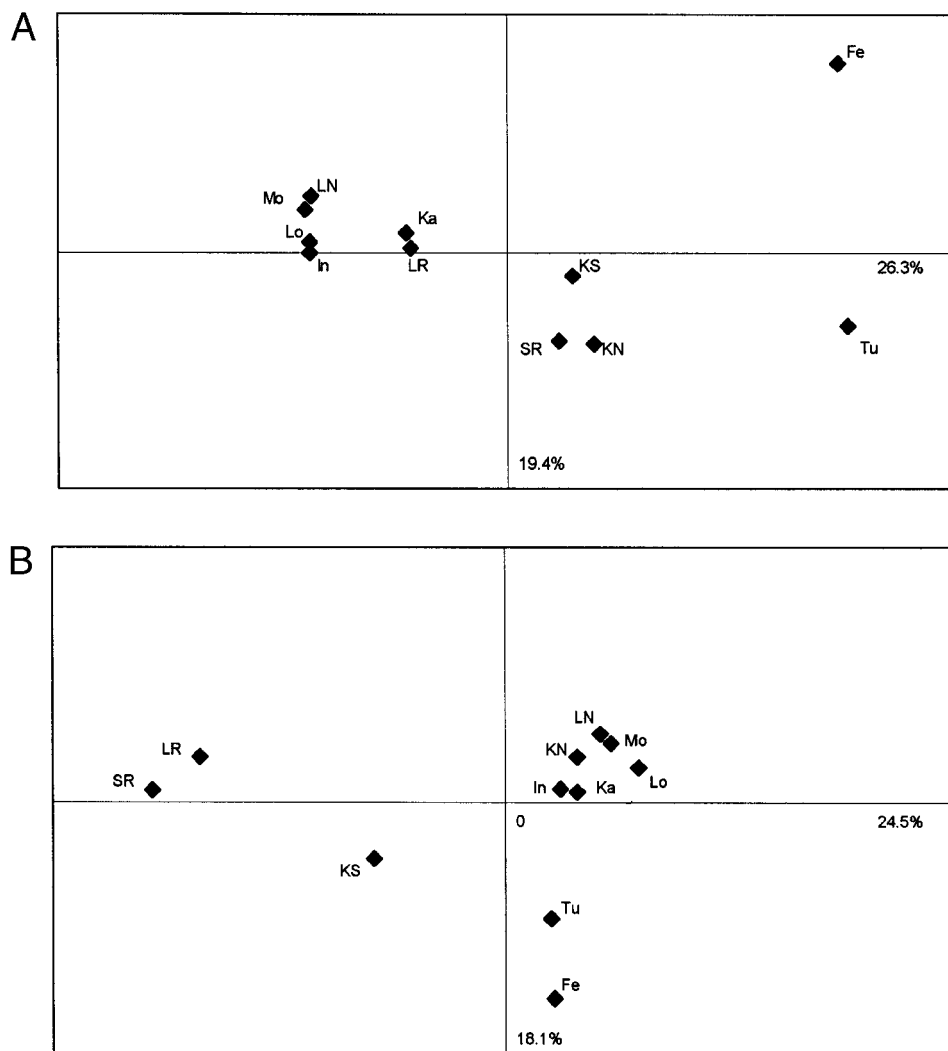 A
Fe
LN
Mo
Ka
Lo
In
LR
KS
26.3%
SR
KN
Tu
19.4%
B
LN
LR
KN
Mo
SR
In
Ka
Lo
0
24.5%
KS
Tu
Fe
18.1%